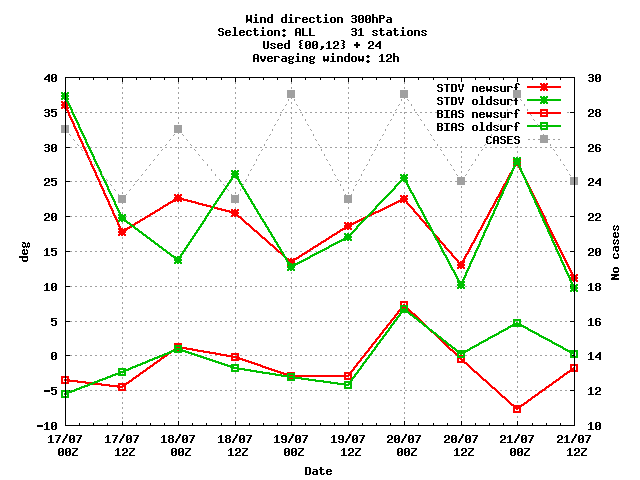 Wind direction 300hPa
Selection: ALL 31 stations
Used {00,12} + 24
Averaging window: 12h
STDV newsurf
STDV oldsurf
BIAS newsurf
BIAS oldsurf
CASES
40
35
30
25
20
15
10
5
0
-5
-10
deg
30
28
26
24
22
20
18
16
14
12
10
No cases
17/07 17/07 18/07 18/07 19/07 19/07 20/07 20/07 21/07 21/07
00Z 12Z 00Z 12Z 00Z 12Z 00Z 12Z 00Z 12Z
Date